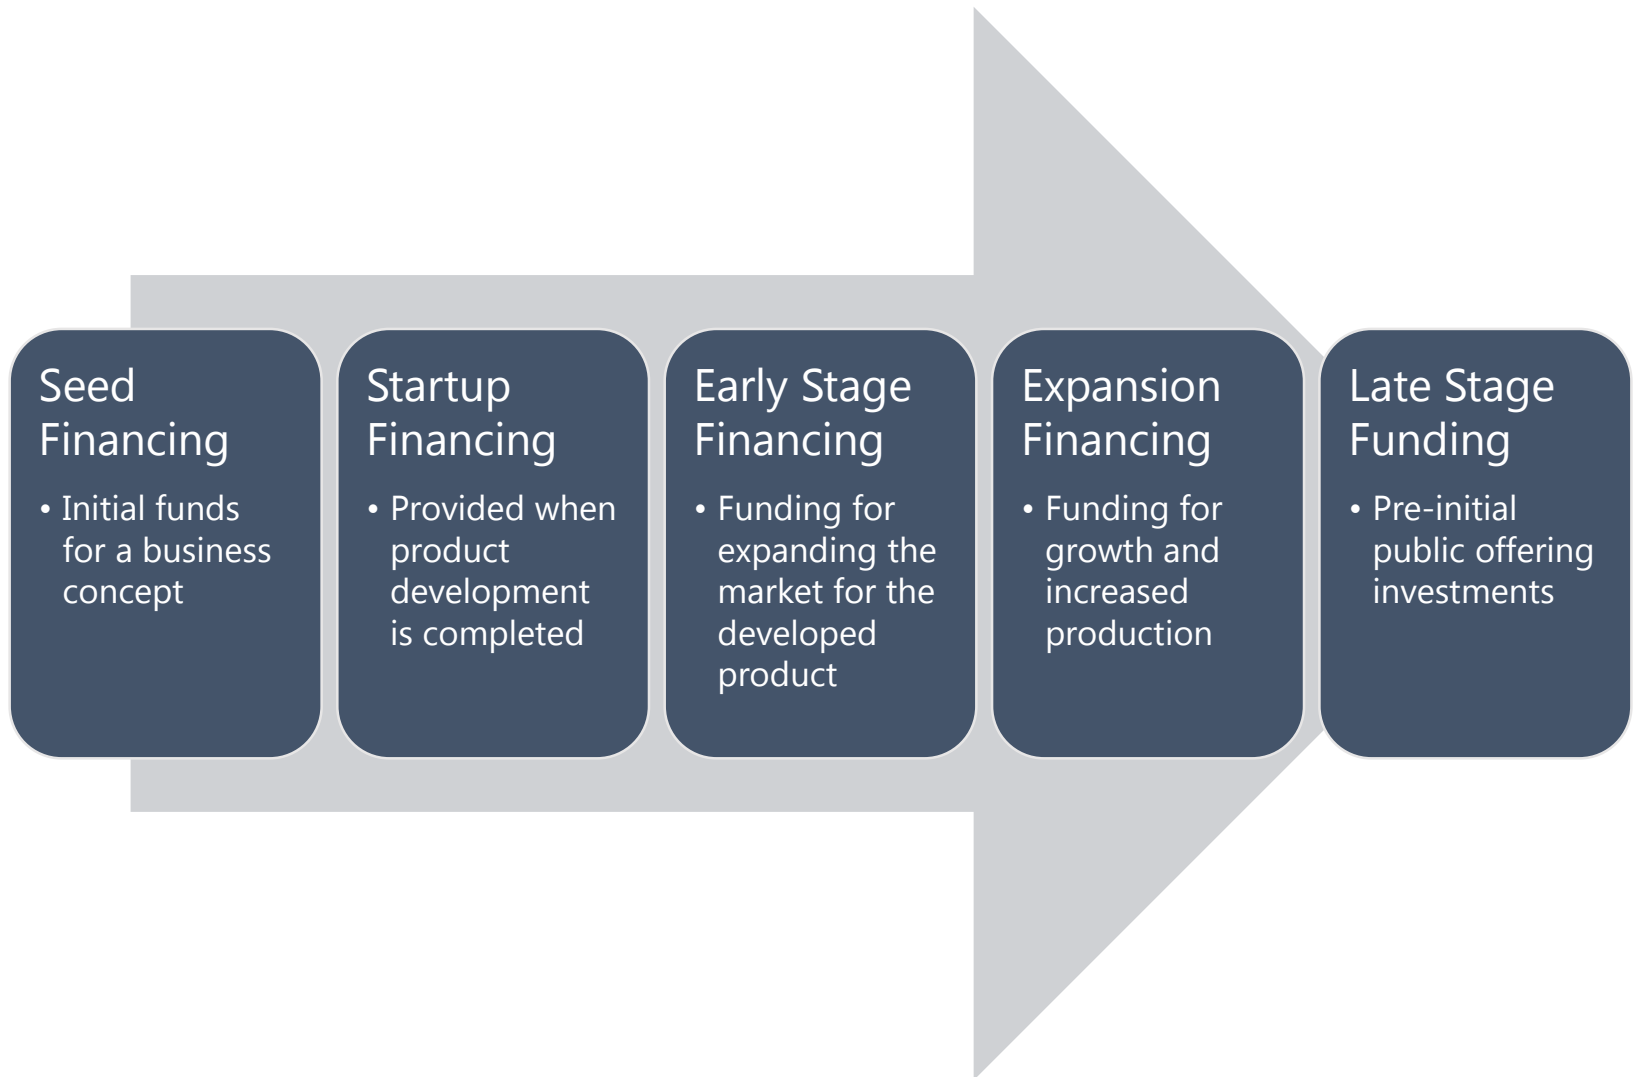 Seed
Financing
• Initial funds
for a business
concept
Startup
Financing
• Provided when
product
development
is completed
Early Stage
Financing
• Funding for
expanding the
market for the
developed
product
Expansion
Financing
• Funding for
growth and
increased
production
Late Stage
Funding
• Pre-initial
public offering
investments